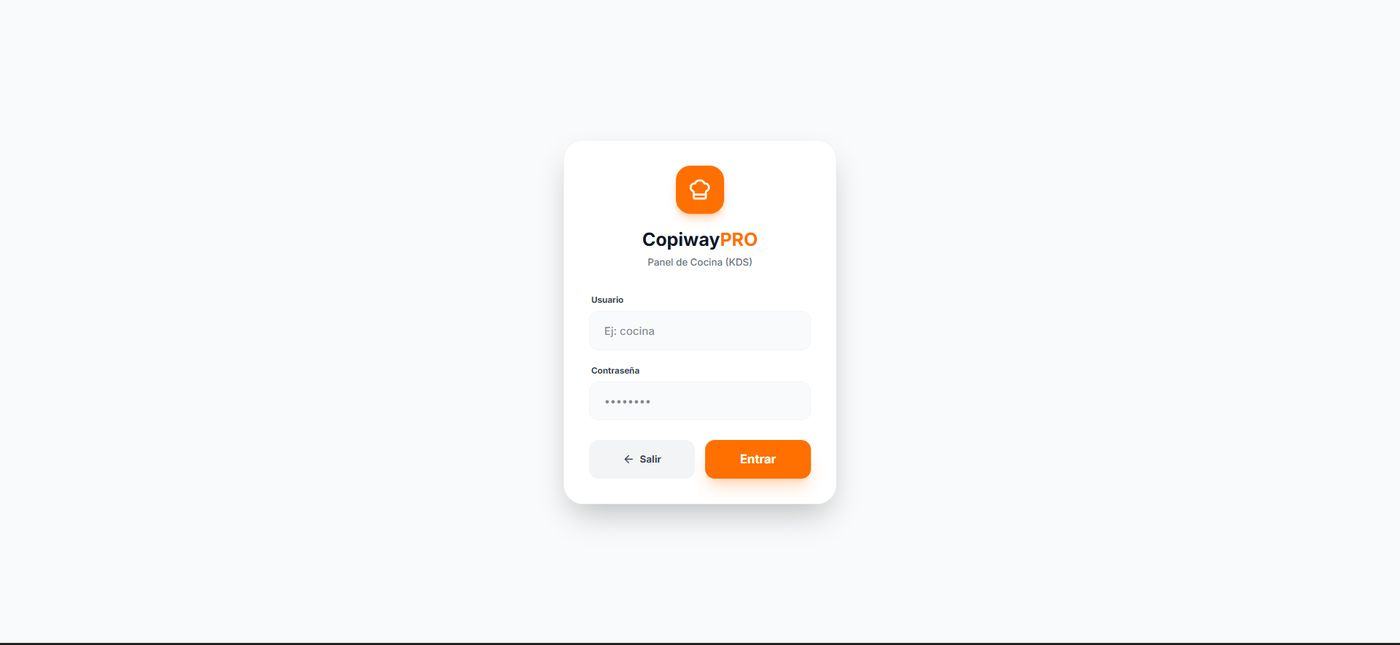 CopiwayPRO
Panel de Cocina (KDS)
Usuario
Ej: cocina
Contraseña
••••••••
← Salir
Entrar